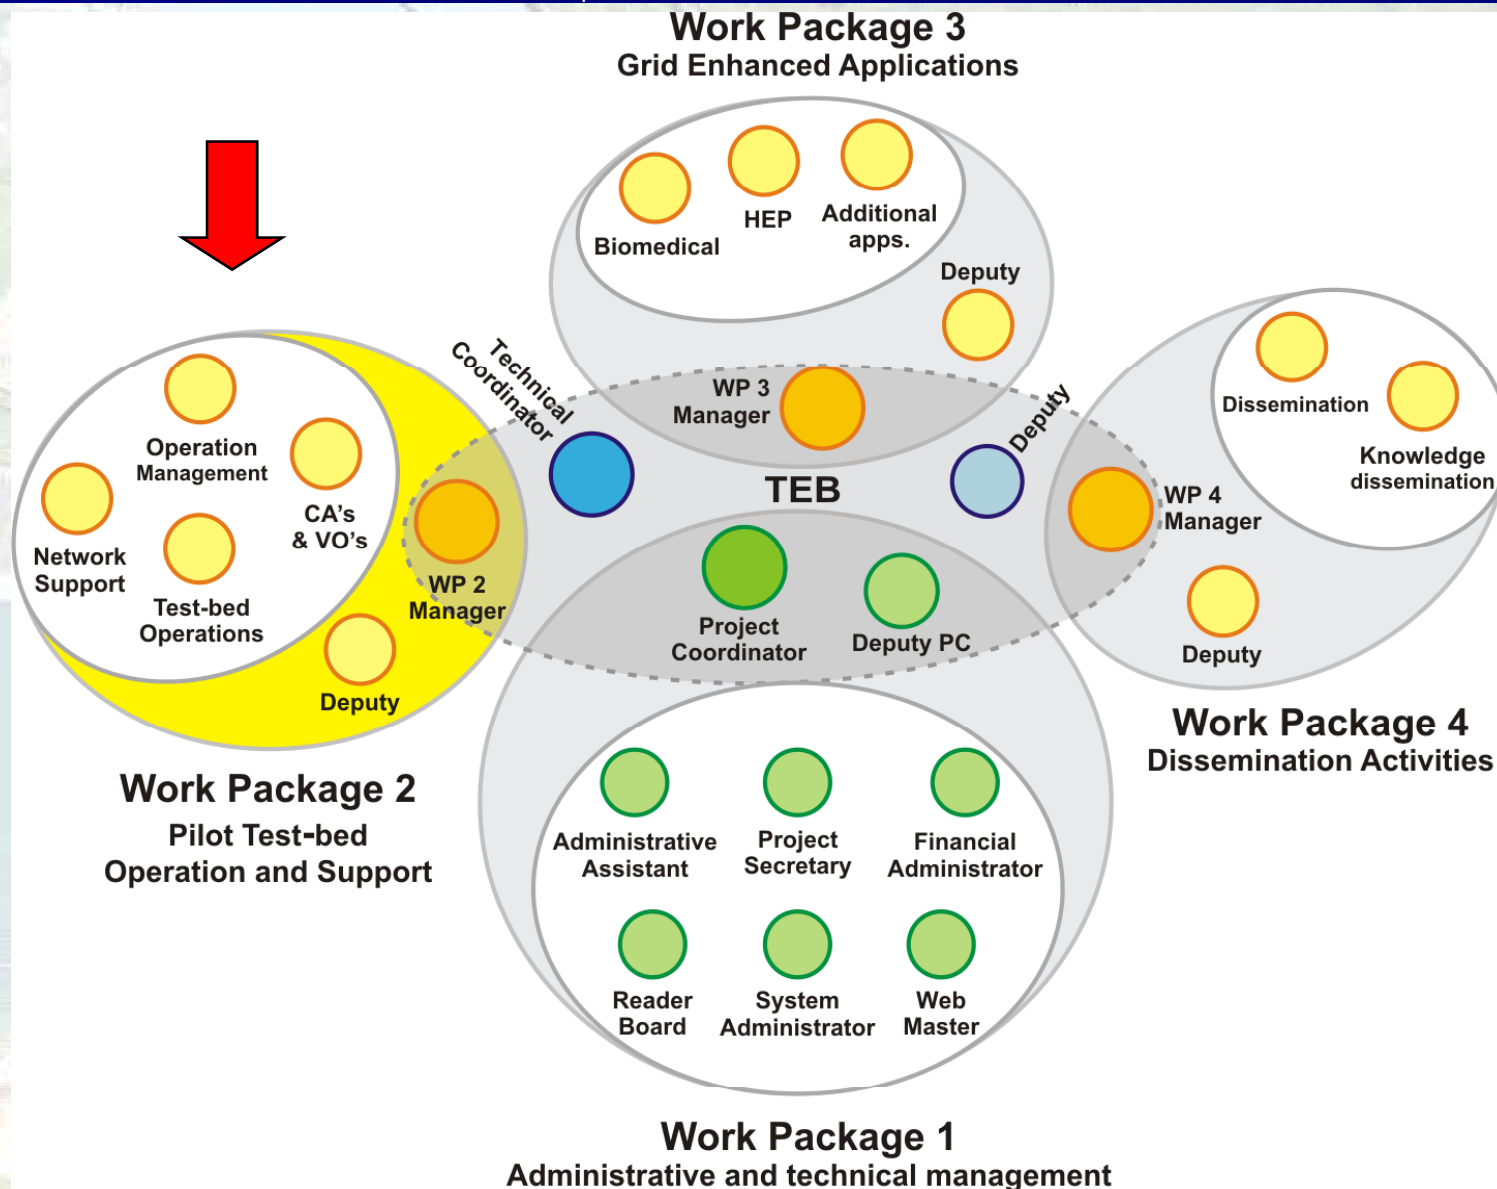 Work Package 3
Grid Enhanced Applications
Biomedical
HEP
Additional
apps.
Deputy
Technical
Coordinator
WP 3
Manager
Deputy
TEB
Operation
Management
CA's
& VO's
Network
Support
Test-bed
Operations
WP 2
Manager
Deputy
Dissemination
Knowledge
dissemination
WP 4
Manager
Deputy
Project
Coordinator
Deputy PC
Work Package 4
Dissemination Activities
Work Package 2
Pilot Test-bed
Operation and Support
Administrative
Assistant
Project
Secretary
Financial
Administrator
Reader
Board
System
Administrator
Web
Master
Work Package 1
Administrative and technical management